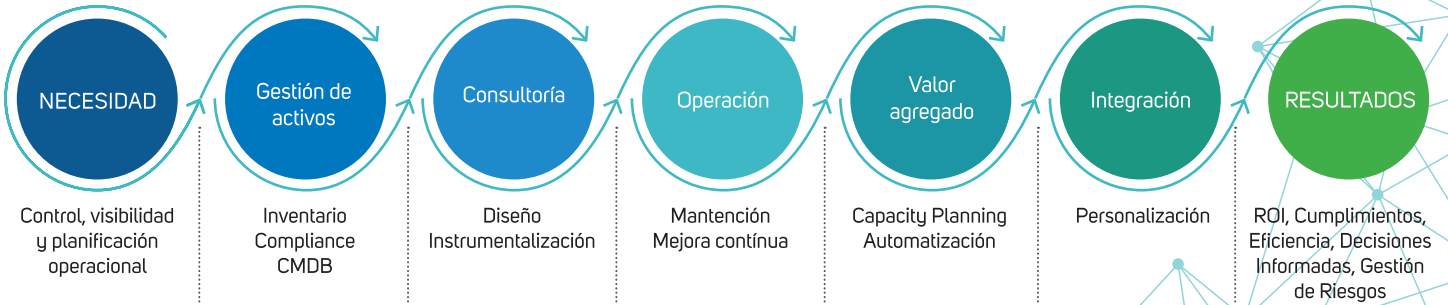 NECESIDAD
Control, visibilidad
y planificación
operacional
Gestión de
activos
Inventario
Compliance
CMDB
Consultoría
Diseño
Instrumentalización
Operación
Mantención
Mejora contínua
Valor
agregado
Capacity Planning
Automatización
Integración
Personalización
RESULTADOS
ROI, Cumplimientos,
Eficiencia, Decisiones
Informadas, Gestión
de Riesgos